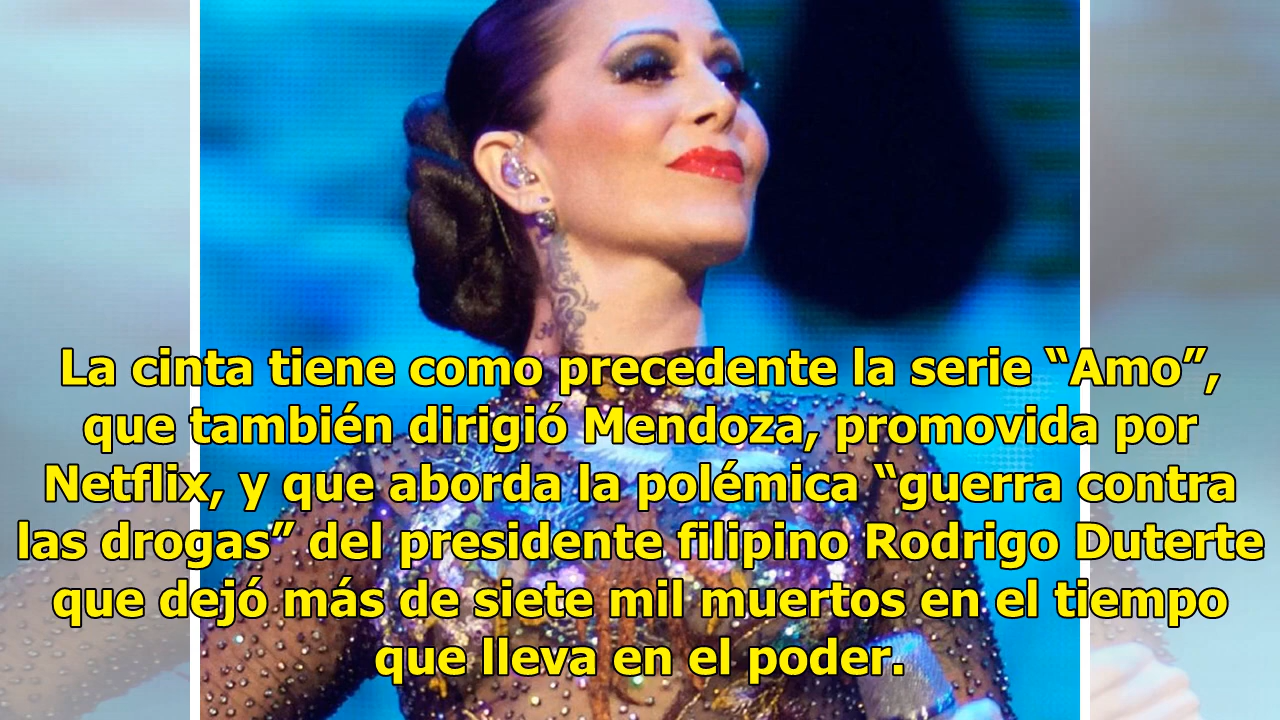 La cinta tiene como precedente la serie “Amo”,
que también dirigió Mendoza, promovida por
Netflix, y que aborda la polémica “guerra contra
las drogas” del presidente filipino Rodrigo Duterte
que dejó más de siete mil muertos en el tiempo
que lleva en el poder.